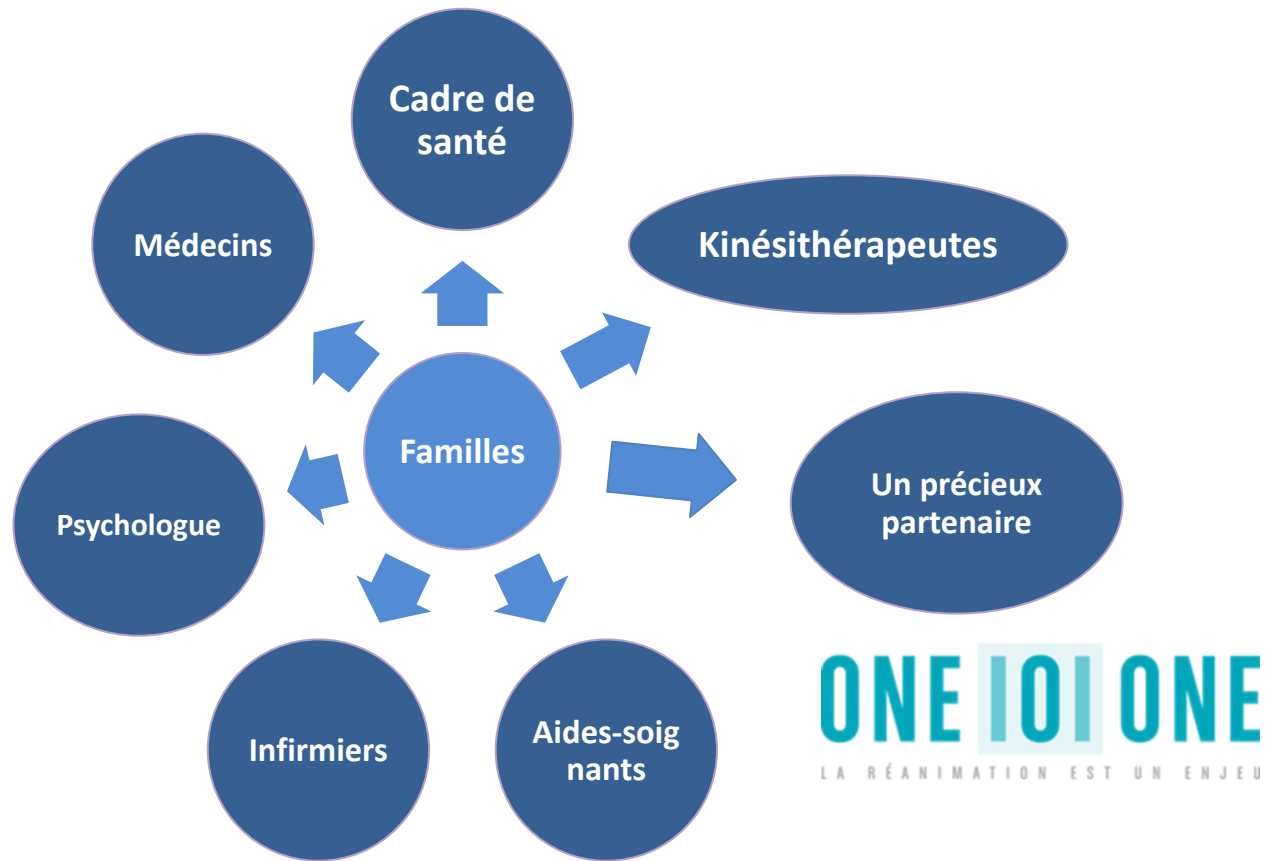 Cadre de
santé
Médecins
Kinésithérapeutes
Familles
Un précieux
partenaire
Psychologue
Infirmiers
Aides-soig
nants
ONE |O| ONE
LA RÉANIMATION EST UN ENJEU